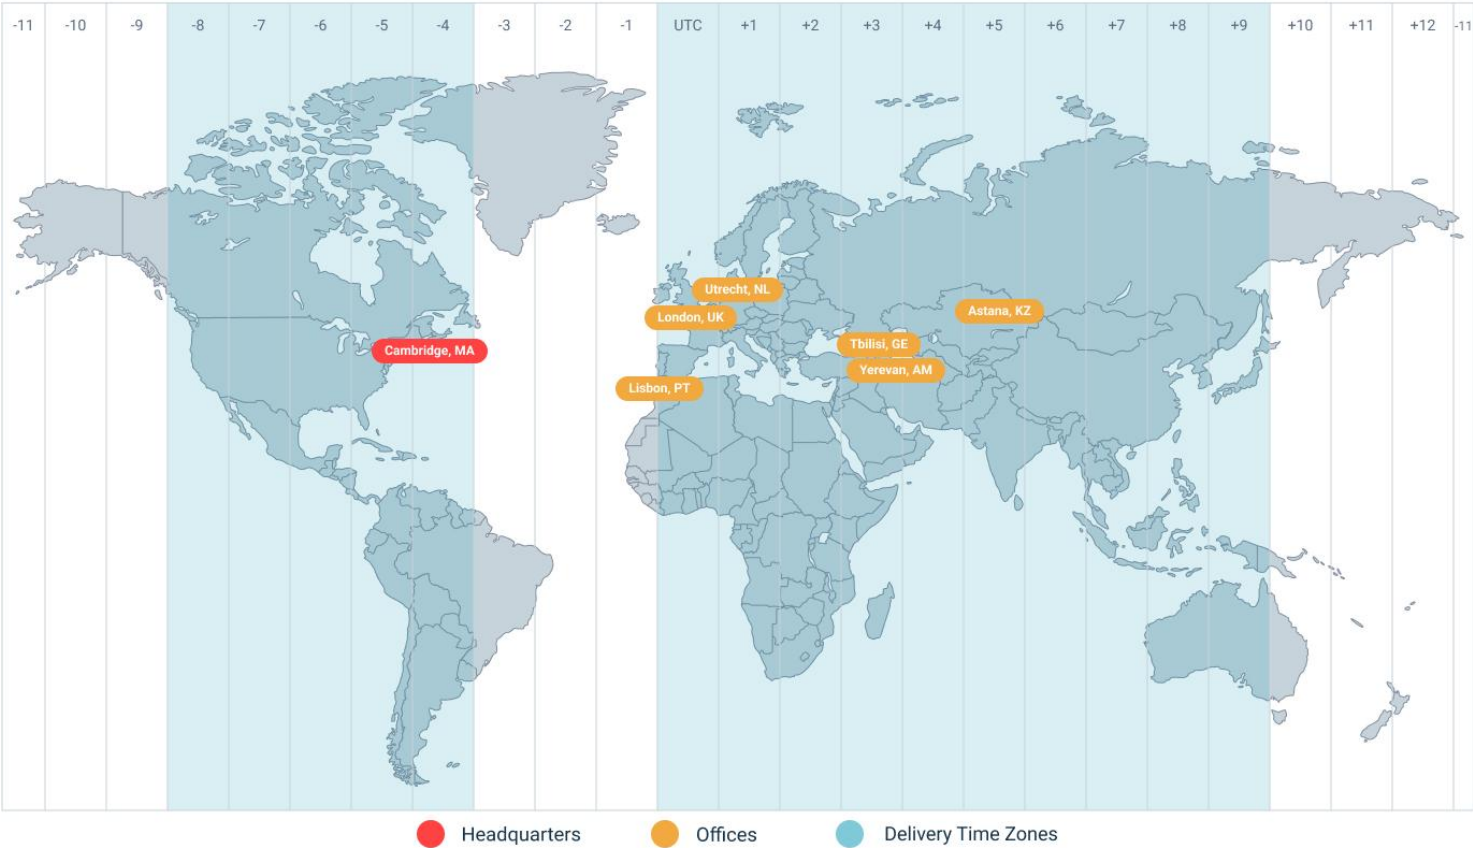 -11 -10 -9 -8 -7 -6 -5 -4 -3 -2 -1 UTC +1 +2 +3 +4 +5 +6 +7 +8 +9 +10 +11 +12 -11
Utrecht, NL
London, UK
Astana, KZ
Cambridge, MA
Tbilisi, GE
Yerevan, AM
Lisbon, PT
Headquarters Offices Delivery Time Zones